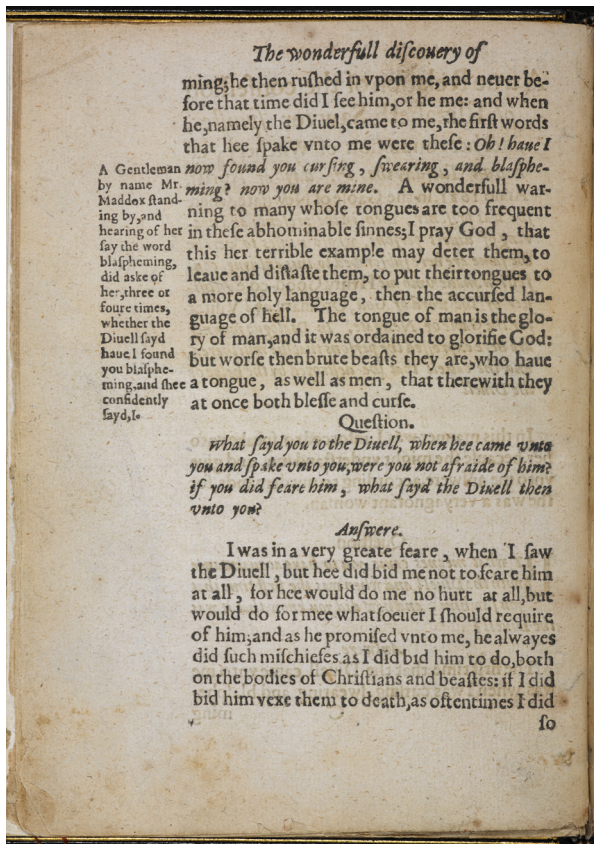 The wonderfull discouery of
ming; he then rushed in vpon me, and neuer be-
fore that time did I see him, or he me: and when
he, namely the Diuel, came to me, the first words
that hee spake vnto me were these: Oh! haue I
now found you cursing, swearing, and blasphe-
ming? now you are mine. A wonderfull war-
ning to many whose tongues are too frequent
in these abhominable sinnes; I pray God, that
this her terrible example may deter them, to
leaue and distaste them, to put their tongues to
a more holy language, then the accursed lan-
guage of hell. The tongue of man is the glo-
ry of man, and it was ordained to glorifie God:
but worse then brute beasts they are, who haue
a tongue, as well as men, that therewith they
at once both blesse and curse.
A Gentleman
by name Mr.
Maddox stand-
ing by, and
hearing of her
say the word
blaspheming,
did aske of
her, three or
foure times,
whether the
Diuell sayd
haue I found
you blasphe-
ming, and shee
confidently
sayd, I.
Question.
What sayd you to the Diuell, when hee came vnto
you and spake vnto you, were you not afraide of him?
if you did feare him, what sayd the Diuell then
vnto you?
Answere.
I was in a very greate feare, when I saw
the Diuell, but hee did bid me not to feare him
at all, for hee would do me no hurt at all, but
would do for mee whatsoeuer I should require
of him; and as he promised vnto me, he alwayes
did such mischiefes as I did bid him to do, both
on the bodies of Christians and beastes: if I did
bid him vexe them to death, as oftentimes I did
so